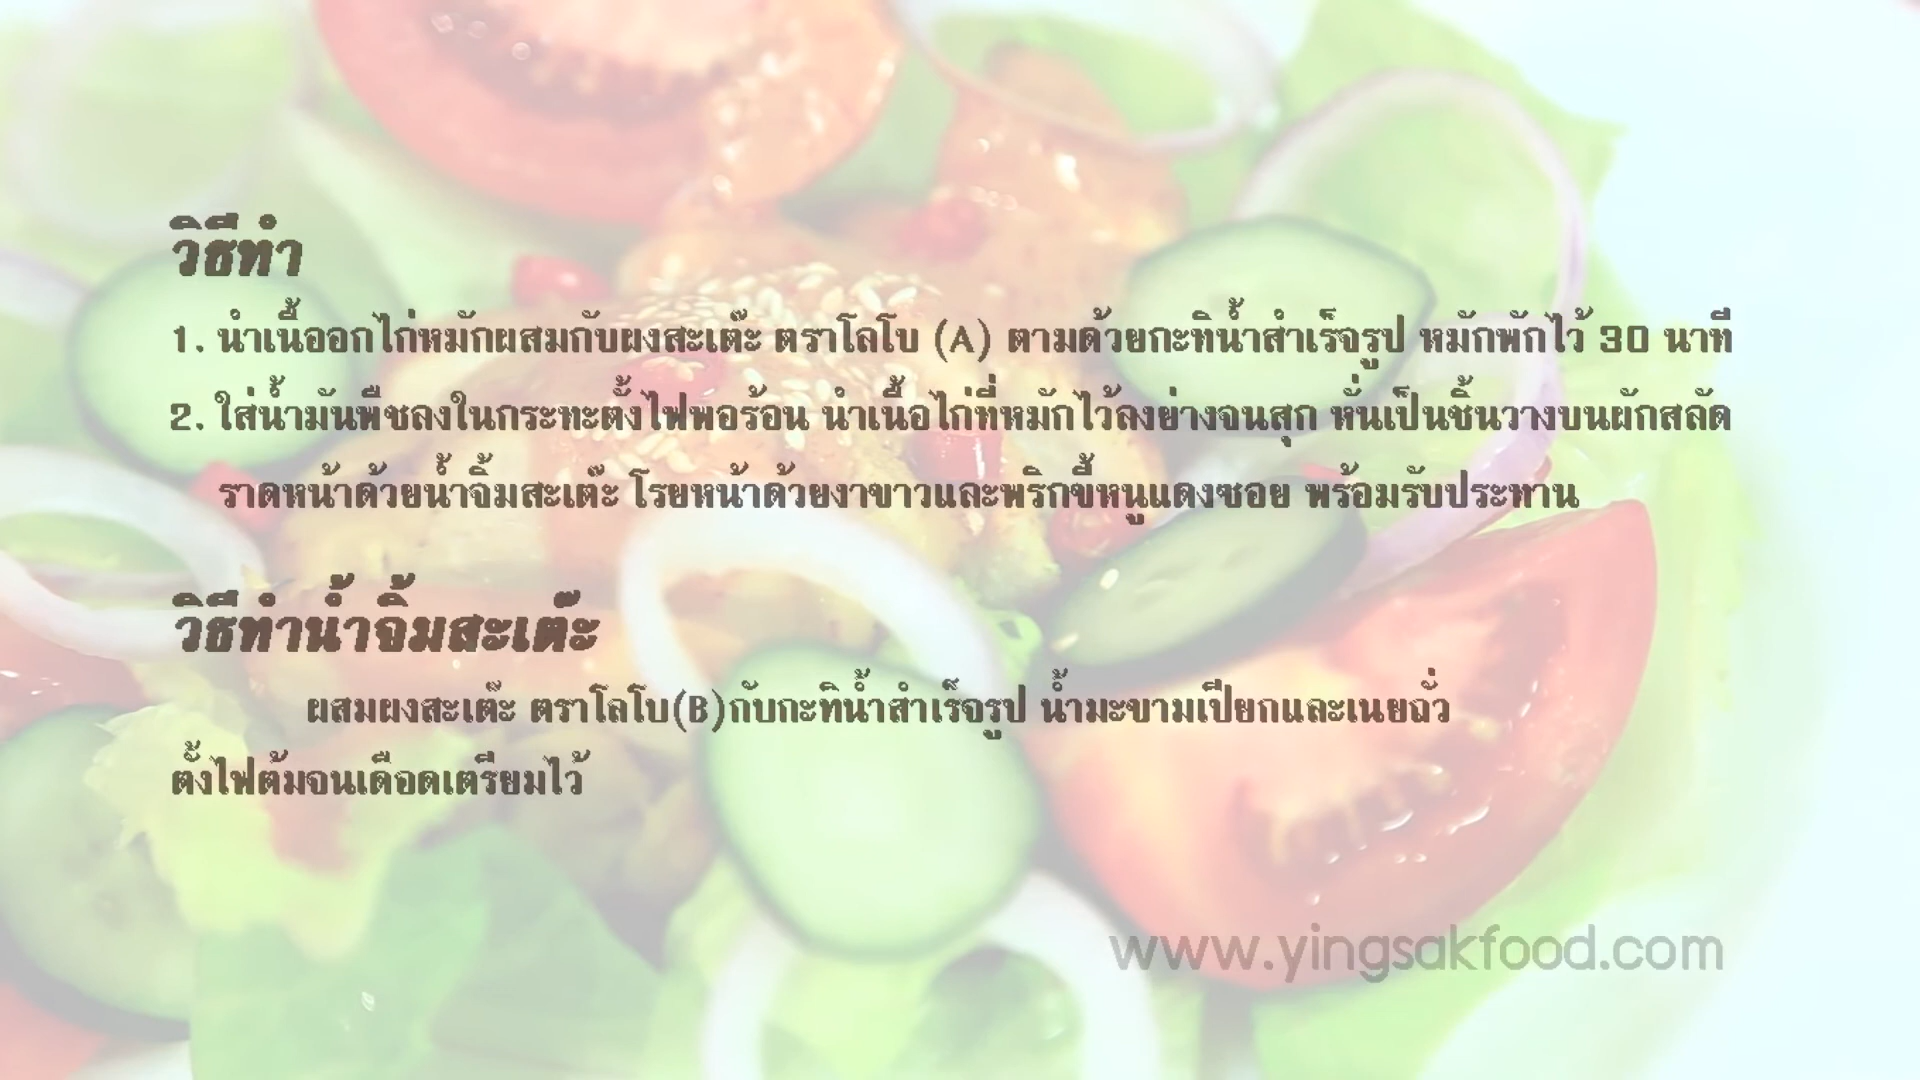 วิธีทำ
1. นำเนื้ออกไก่หมักผสมกับผงสะเต๊ะ ตราโลโบ (A) ตามด้วยกะทิน้ำสำเร็จรูป หมักพักไว้ 30 นาที
2. ใส่น้ำมันพืชลงในกระทะตั้งไฟพอร้อน นำเนื้อไก่ที่หมักไว้ลงย่างจนสุก หั่นเป็นชิ้นวางบนผักสลัด
ราดหน้าด้วยน้ำจิ้มสะเต๊ะ โรยหน้าด้วยงาขาวและพริกขี้หนูแดงซอย พร้อมรับประทาน
วิธีทำน้ำจิ้มสะเต๊ะ
ผสมผงสะเต๊ะ ตราโลโบ(B)กับกะทิน้ำสำเร็จรูป น้ำมะขามเปียกและเนยถั่ว
ตั้งไฟต้มจนเดือดเตรียมไว้
www.yingsakfood.com